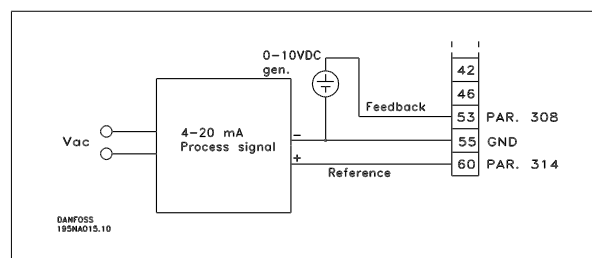 0-10VDC
gen.
42
46
Feedback
53 PAR. 308
4-20 mA
Process signal
Vac
-
55 GND
+
60 PAR. 314
Reference
DANFOSS
195NA015.10